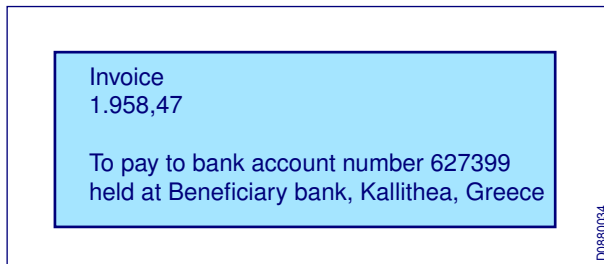 Invoice
1.958,47
To pay to bank account number 627399
held at Beneficiary bank, Kallithea, Greece
D0880034